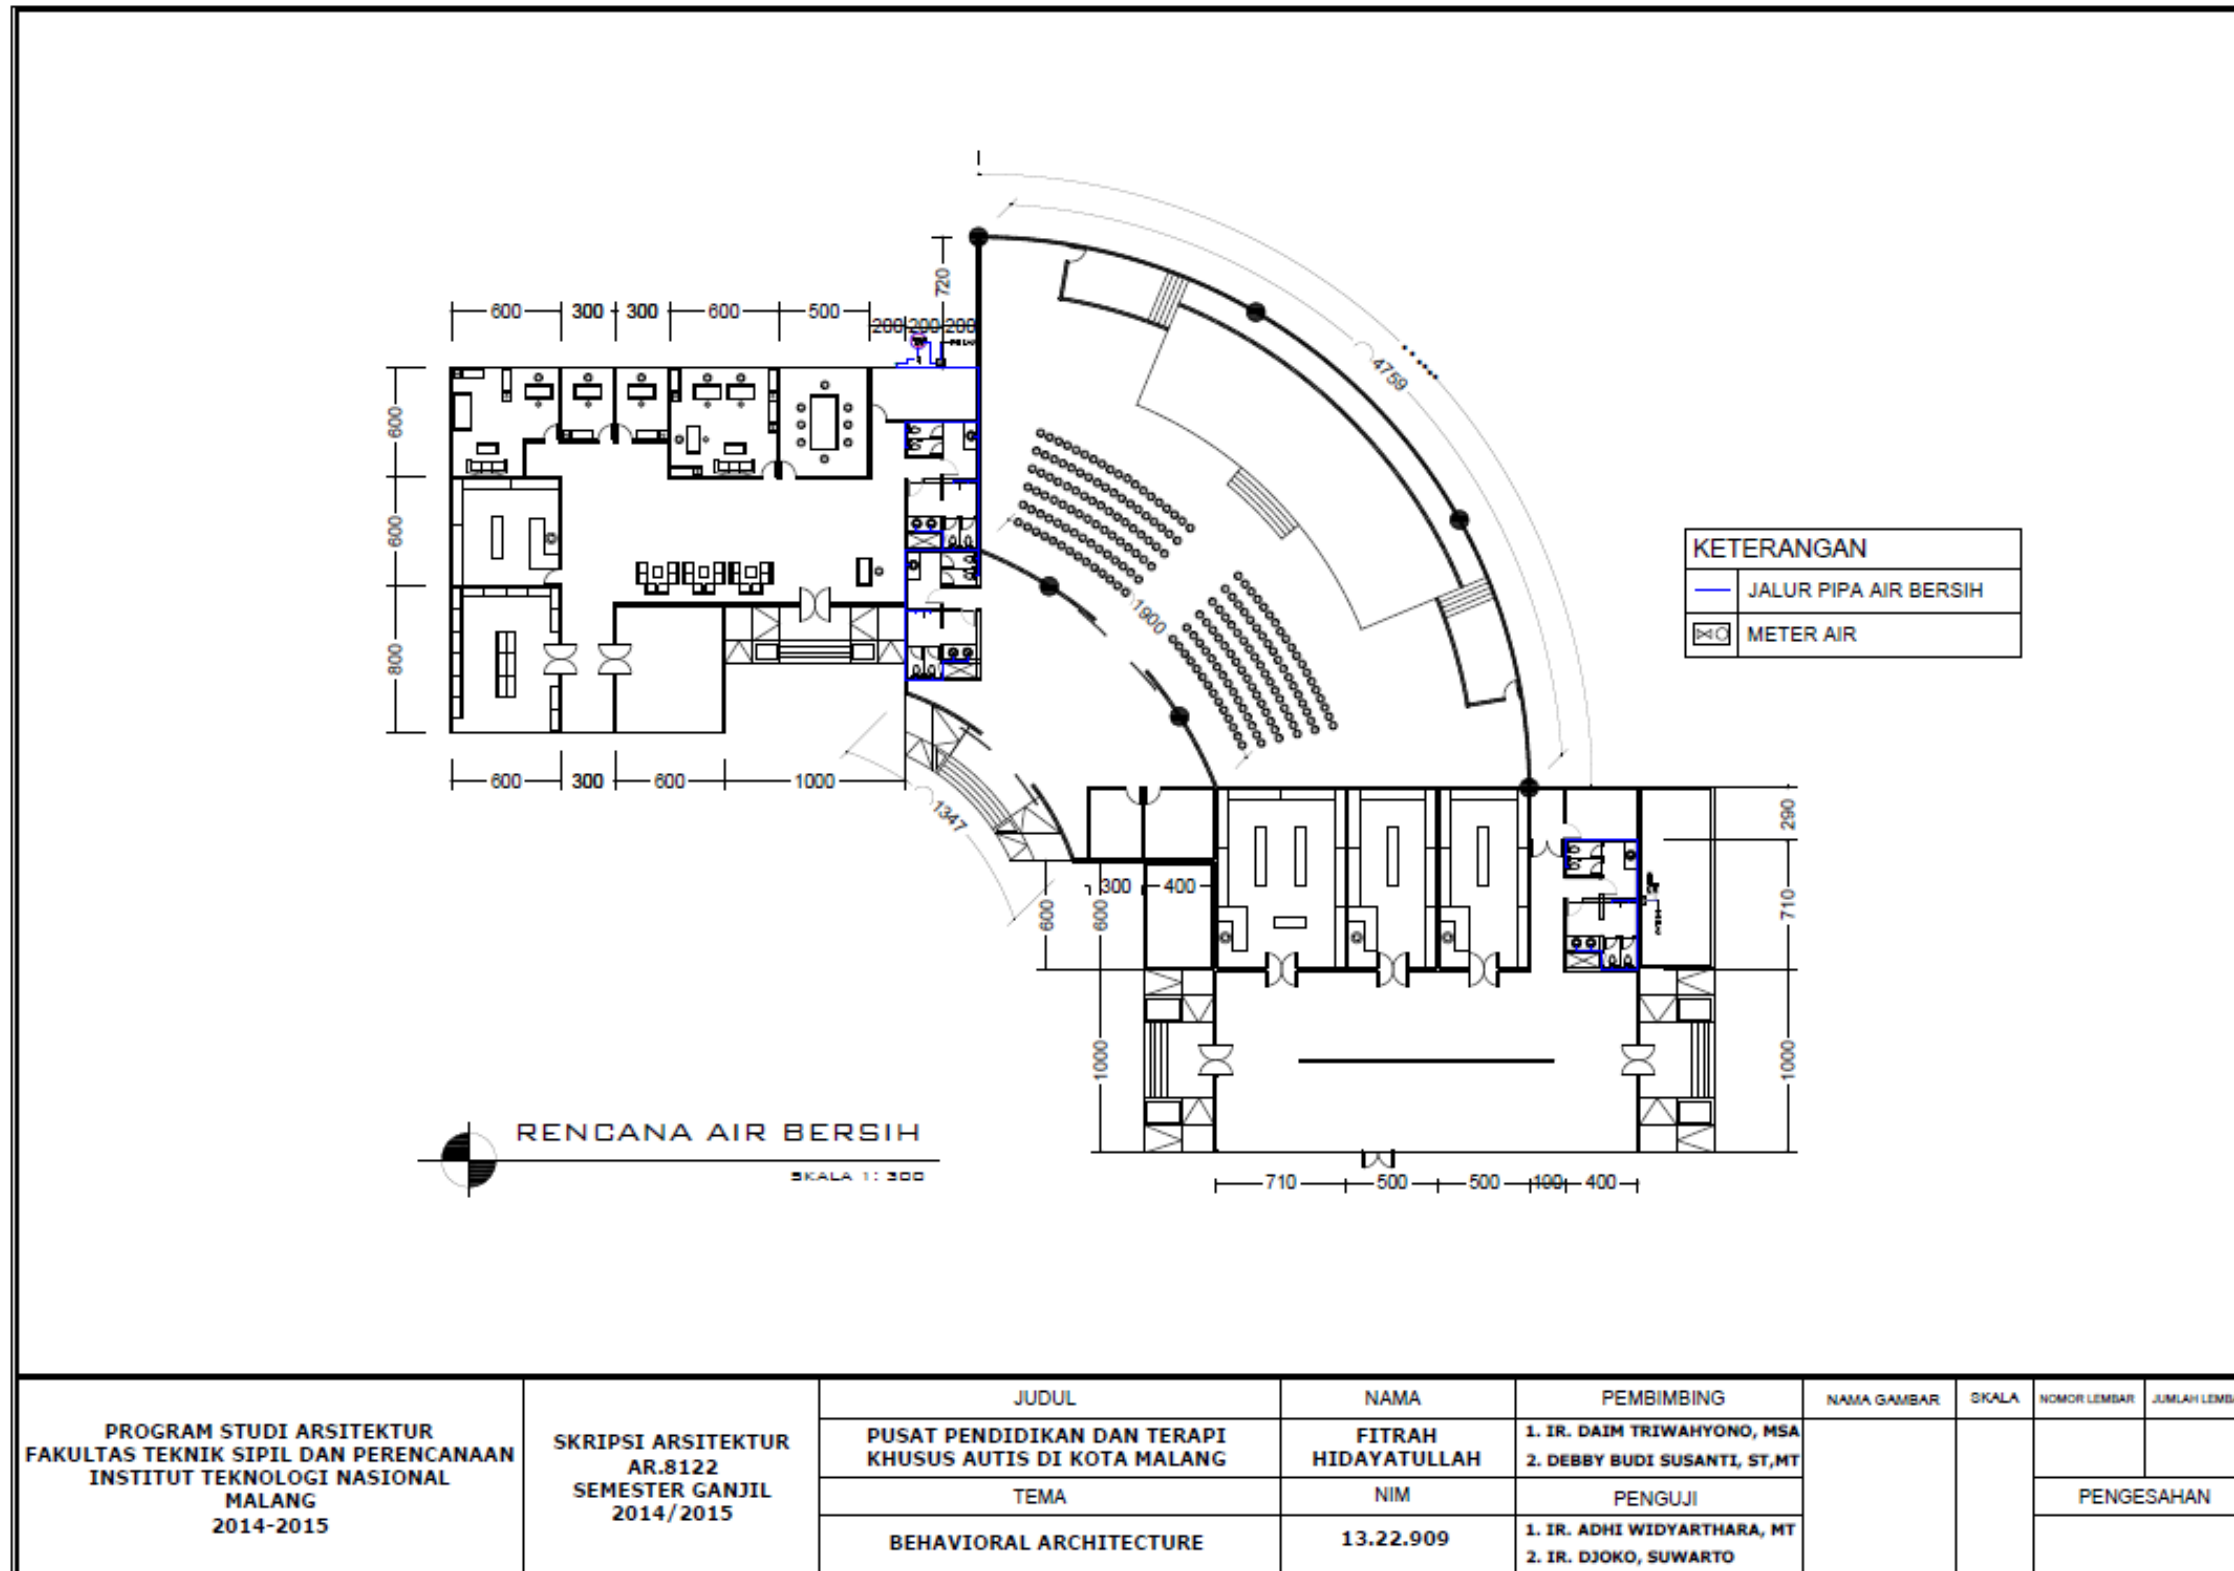 720
600
300
300
600
500
200
200
200
4759
600
600
800
1900
KETERANGAN
JALUR PIPA AIR BERSIH
METER AIR
600
300
600
1000
1347
290
300
400
600
600
710
1000
1000
RENCANA AIR BERSIH
SKALA 1: 300
710
500
500
100
400
PROGRAM STUDI ARSITEKTUR
FAKULTAS TEKNIK SIPIL DAN PERENCANAAN
INSTITUT TEKNOLOGI NASIONAL
MALANG
2014-2015
SKRIPSI ARSITEKTUR
AR.8122
SEMESTER GANJIL
2014/2015
JUDUL
PUSAT PENDIDIKAN DAN TERAPI
KHUSUS AUTIS DI KOTA MALANG
TEMA
BEHAVIORAL ARCHITECTURE
NAMA
FITRAH
HIDAYATULLAH
NIM
13.22.909
PEMBIMBING
1. IR. DAIM TRIWAHYONO, MSA
2. DEBBY BUDI SUSANTI, ST,MT
PENGUJI
1. IR. ADHI WIDYARTHARA, MT
2. IR. DJOKO, SUWARTO
NAMA GAMBAR
SKALA
NOMOR LEMBAR
JUMLAH LEMBA
PENGESAHAN